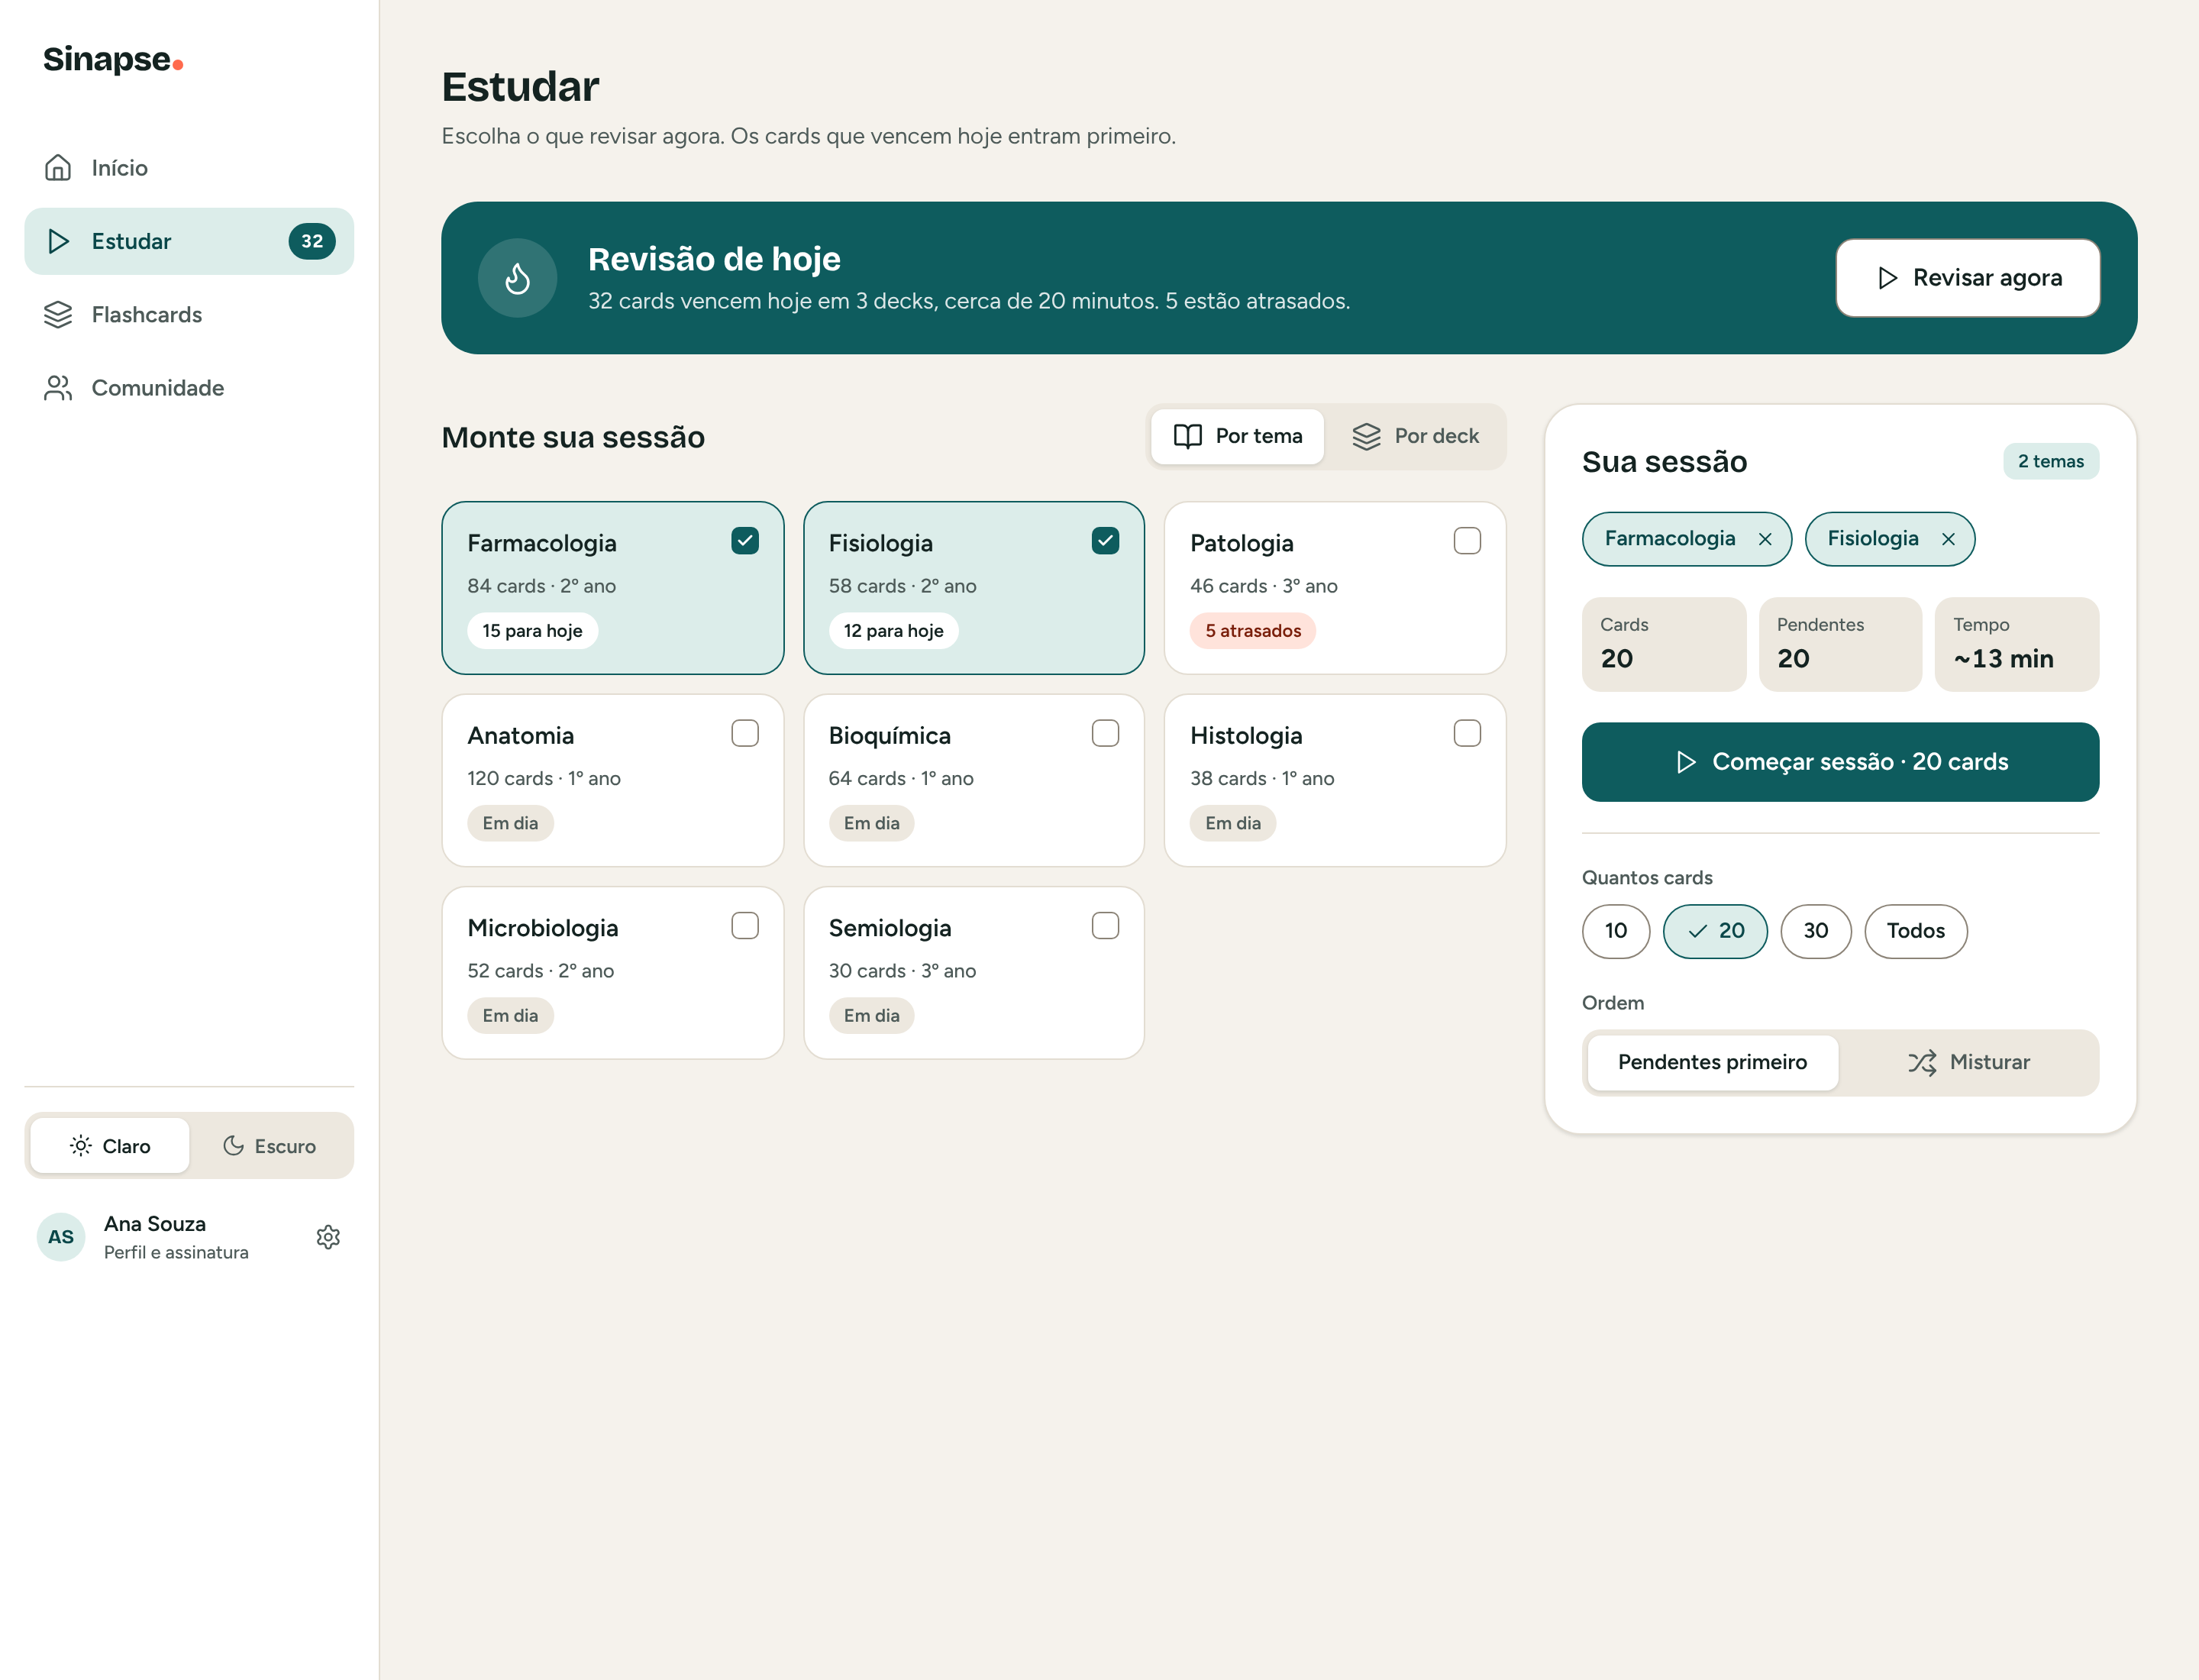 Sinapse.
Início
Estudar
32
Flashcards
Comunidade
Claro
Escuro
AS
Ana Souza
Perfil e assinatura
Estudar
Escolha o que revisar agora. Os cards que vencem hoje entram primeiro.
Revisão de hoje
32 cards vencem hoje em 3 decks, cerca de 20 minutos. 5 estão atrasados.
Revisar agora
Monte sua sessão
Por tema
Por deck
Farmacologia
84 cards · 2º ano
15 para hoje
Fisiologia
58 cards · 2º ano
12 para hoje
Patologia
46 cards · 3º ano
5 atrasados
Anatomia
120 cards · 1º ano
Em dia
Bioquímica
64 cards · 1º ano
Em dia
Histologia
38 cards · 1º ano
Em dia
Microbiologia
52 cards · 2º ano
Em dia
Semiologia
30 cards · 3º ano
Em dia
Sua sessão
2 temas
Farmacologia
Fisiologia
Cards
20
Pendentes
20
Tempo
~13 min
Começar sessão · 20 cards
Quantos cards
10
20
30
Todos
Ordem
Pendentes primeiro
Misturar